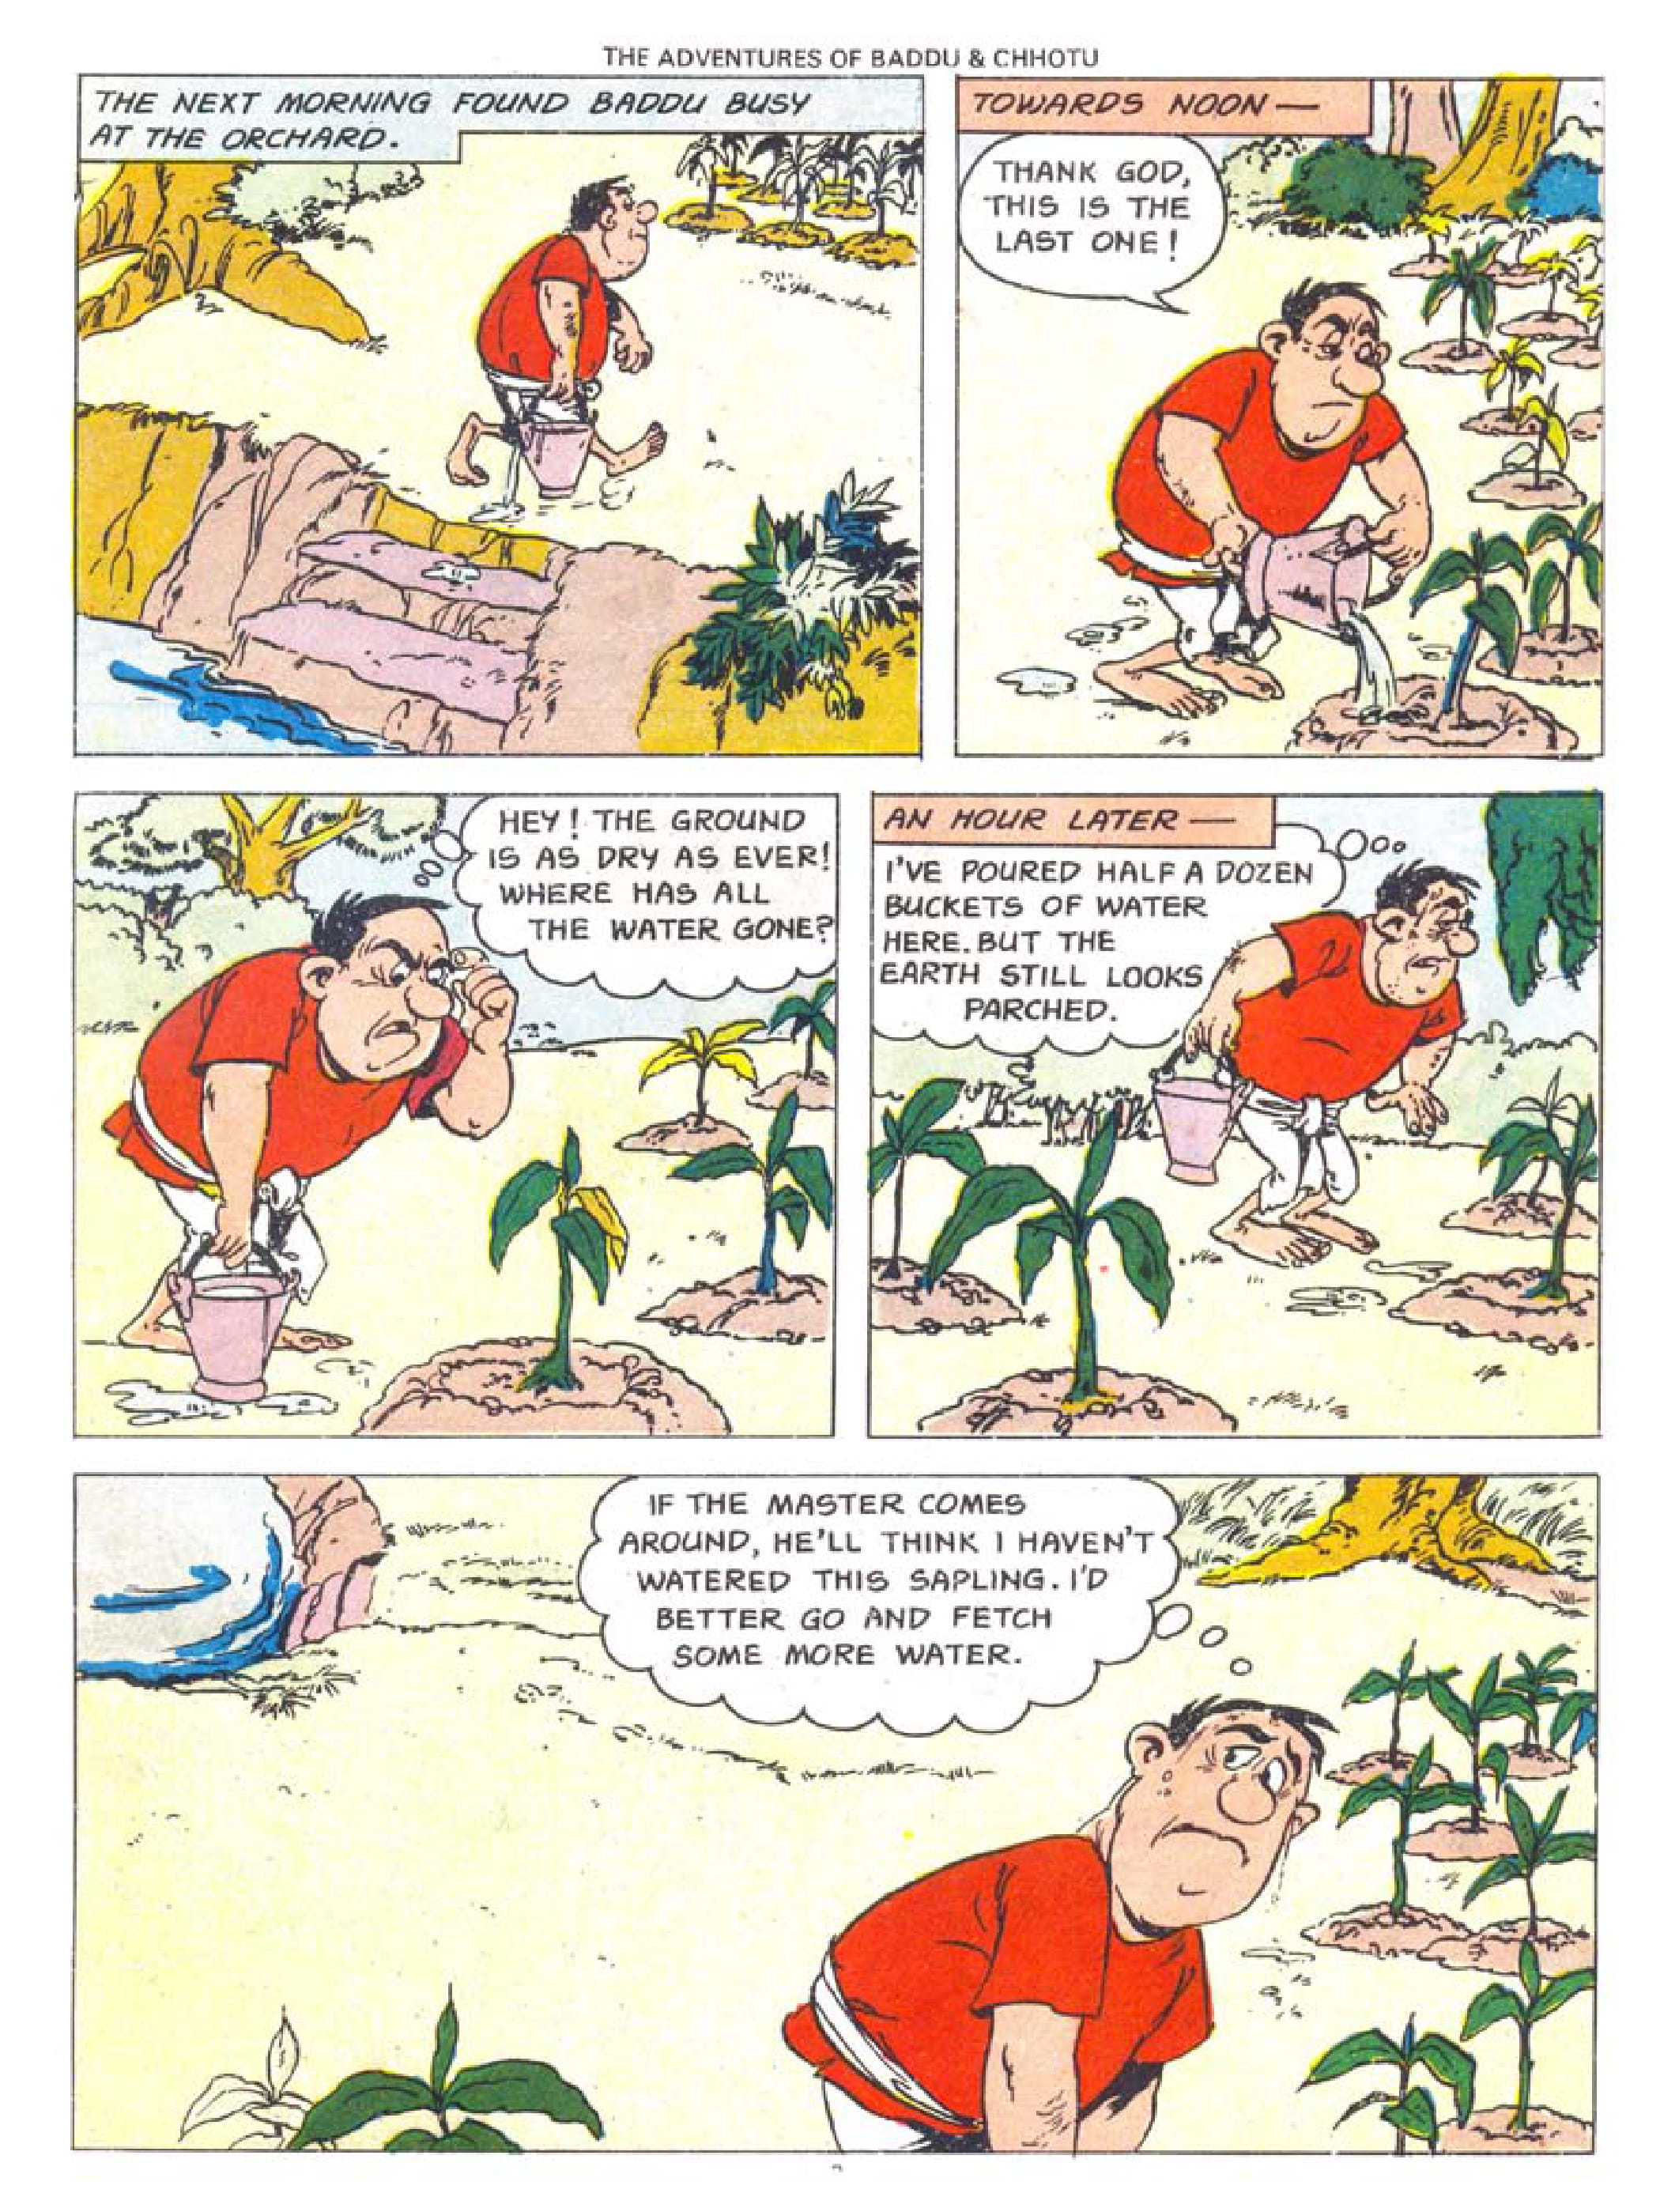 THE ADVENTURES OF BADDU & CHHOTU
THE NEXT MORNING FOUND BADDU BUSY
AT THE ORCHARD.
TOWARDS NOON —
THANK GOD,
THIS IS THE
LAST ONE!
HEY! THE GROUND
IS AS DRY AS EVER!
WHERE HAS ALL
THE WATER GONE?
AN HOUR LATER —
I'VE POURED HALF A DOZEN
BUCKETS OF WATER
HERE. BUT THE
EARTH STILL LOOKS
PARCHED.
IF THE MASTER COMES
AROUND, HE'LL THINK I HAVEN'T
WATERED THIS SAPLING. I'D
BETTER GO AND FETCH
SOME MORE WATER.